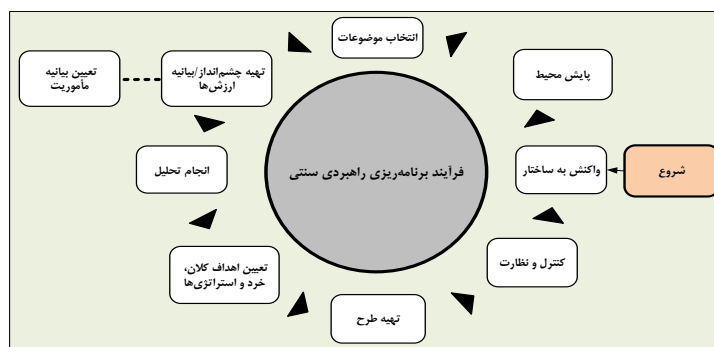 انتخاب موضوعات
تهیه چشم‌انداز/بیانیه
ارزش‌ها
تعیین بیانیه
مأموریت
پایش محیط
انجام تحلیل
فرآیند برنامه‌ریزی راهبردی سنتی
واکنش به ساختار
شروع
تعیین اهداف کلان،
خرد و استراتژی‌ها
کنترل و نظارت
تهیه طرح